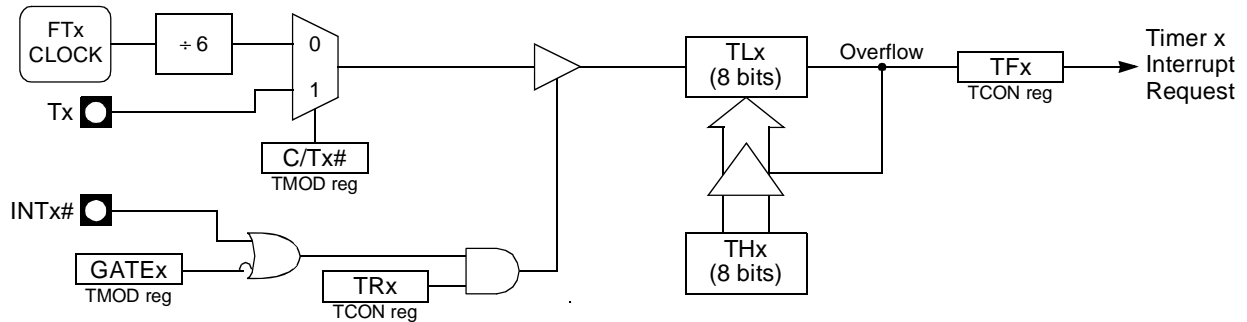 FTx
CLOCK
÷ 6
0
1
Tx
C/Tx#
TMOD reg
TLx
(8 bits)
Overflow
TFx
TCON reg
Timer x
Interrupt
Request
INTx#
GATEx
TMOD reg
TRx
TCON reg
THx
(8 bits)